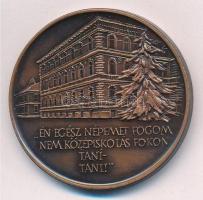 „ÉN EGÉSZ NÉPEMET FOGOM
NEM KÖZÉPISKOLÁS FOKON
TANÍ-
TANI!"